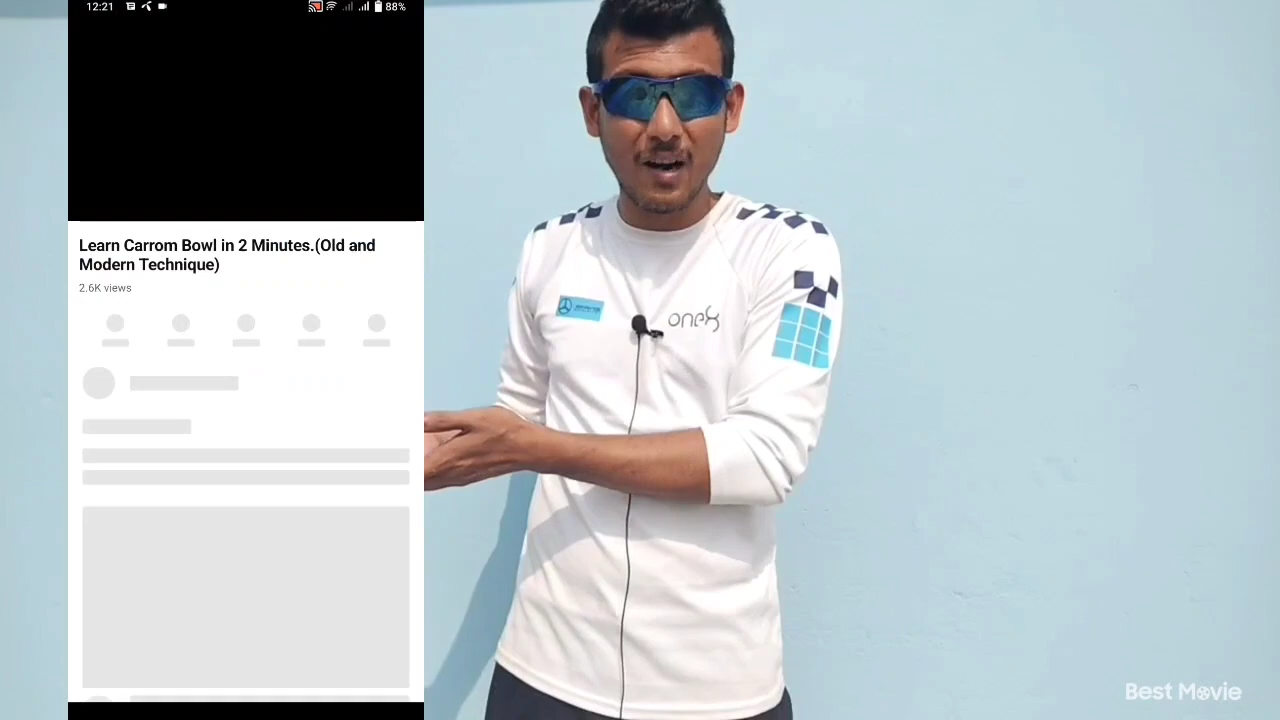 12:21
88%
Learn Carrom Bowl in 2 Minutes.(Old and
Modern Technique)
2.6K views
onex
Best Movie